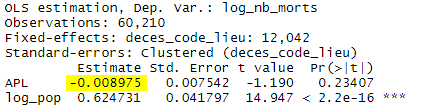 OLS estimation, Dep. Var.: log_nb_morts
Observations: 60,210
Fixed-effects: deces_code_lieu: 12,042
Standard-errors: Clustered (deces_code_lieu)
Estimate Std. Error t value Pr(>|t|)
APL -0.008975 0.007542 -1.190 0.23407
log_pop 0.624731 0.041797 14.947 < 2.2e-16 ***